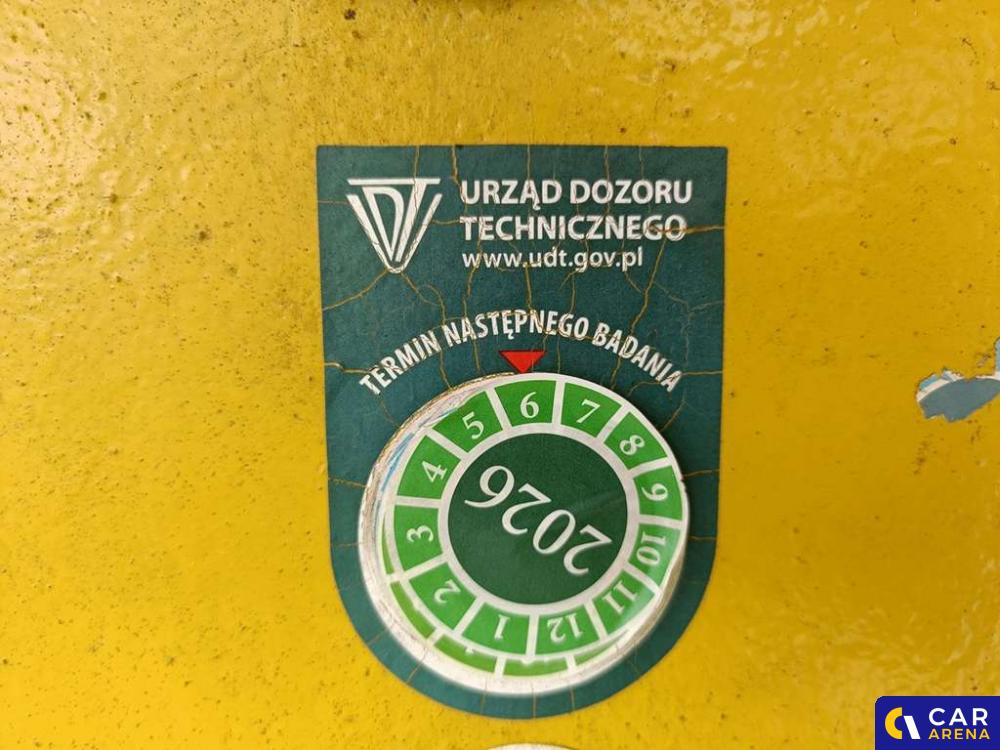 URZĄD DOZORU
TECHNICZNEGO
www.udt.gov.pl
TERMIN NASTĘPNEGO BADANIA
1 2 3 4 5 6 7 8 9 10 11 12
2026
CAR
ARENA